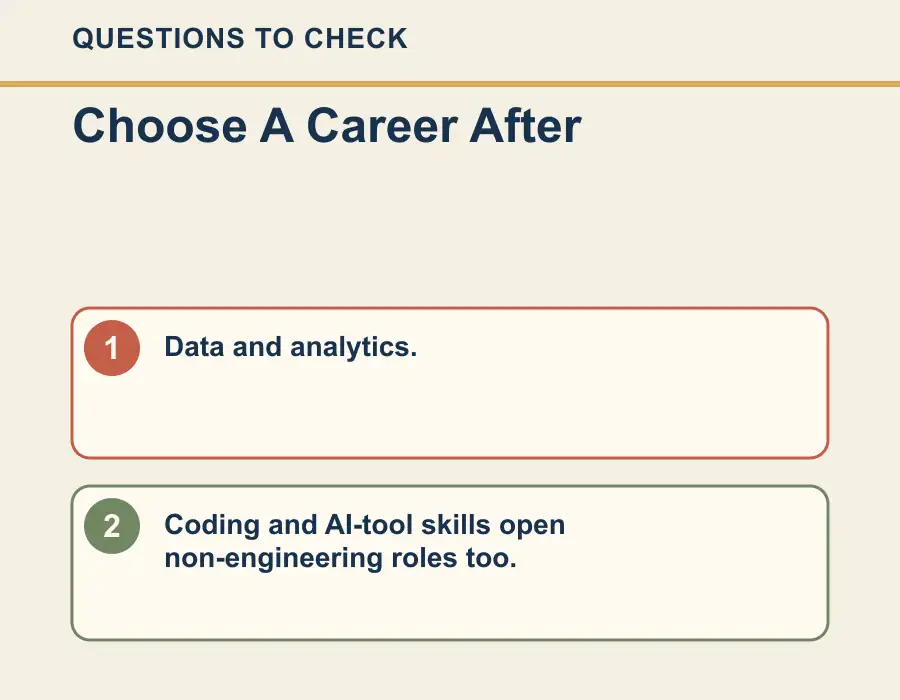 QUESTIONS TO CHECK
Choose A Career After
1
Data and analytics.
2
Coding and AI-tool skills open
non-engineering roles too.